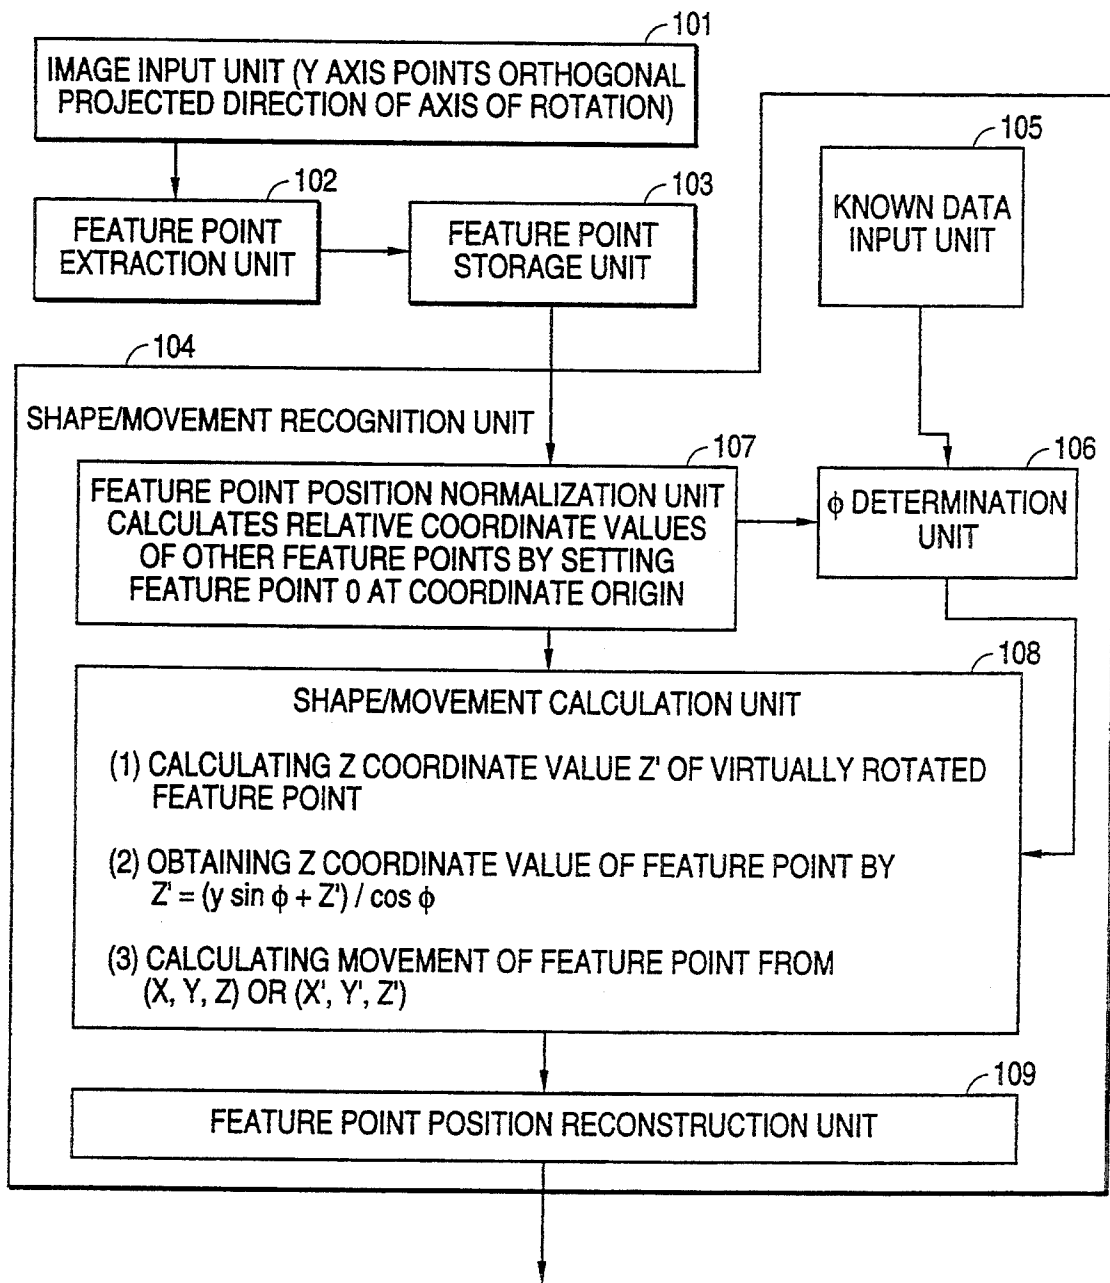 101
IMAGE INPUT UNIT (Y AXIS POINTS ORTHOGONAL
PROJECTED DIRECTION OF AXIS OF ROTATION)
102
FEATURE POINT
EXTRACTION UNIT
103
FEATURE POINT
STORAGE UNIT
105
KNOWN DATA
INPUT UNIT
104
SHAPE/MOVEMENT RECOGNITION UNIT
107
FEATURE POINT POSITION NORMALIZATION UNIT
CALCULATES RELATIVE COORDINATE VALUES
OF OTHER FEATURE POINTS BY SETTING
FEATURE POINT 0 AT COORDINATE ORIGIN
106
ϕ DETERMINATION
UNIT
108
SHAPE/MOVEMENT CALCULATION UNIT
(1) CALCULATING Z COORDINATE VALUE Z' OF VIRTUALLY ROTATED
FEATURE POINT
(2) OBTAINING Z COORDINATE VALUE OF FEATURE POINT BY
Z' = (y sin ϕ + Z') / cos ϕ
(3) CALCULATING MOVEMENT OF FEATURE POINT FROM
(X, Y, Z) OR (X', Y', Z')
109
FEATURE POINT POSITION RECONSTRUCTION UNIT